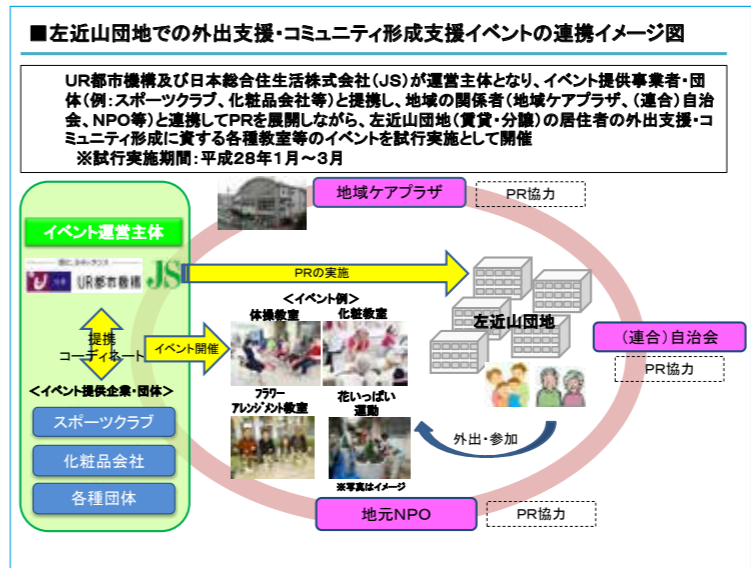 ■左近山団地での外出支援・コミュニティ形成支援イベントの連携イメージ図
UR都市機構及び日本総合住生活株式会社(JS)が運営主体となり、イベント提供事業者・団
体(例:スポーツクラブ、化粧品会社等)と提携し、地域の関係者(地域ケアプラザ、(連合)自治
会、NPO等)と連携してPRを展開しながら、左近山団地(賃貸・分譲)の居住者の外出支援・コ
ミュニティ形成に資する各種教室等のイベントを試行実施として開催
※試行実施期間:平成28年1月～3月
地域ケアプラザ
PR協力
イベント運営主体
UR都市機構
JS
PRの実施
<イベント例>
体操教室
化粧教室
左近山団地
(連合)自治会
PR協力
提携
コーディネート
イベント開催
<イベント提供企業・団体>
スポーツクラブ
化粧品会社
各種団体
フラワー
アレンジメント教室
花いっぱい
運動
※写真はイメージ
外出・参加
地元NPO
PR協力